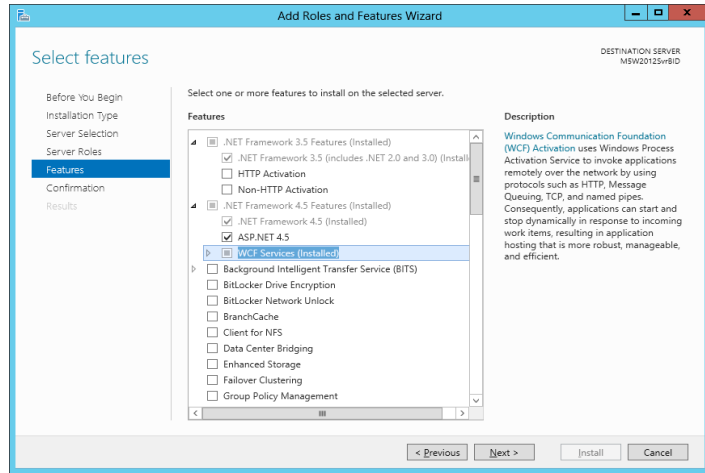 Add Roles and Features Wizard
Select features
DESTINATION SERVER
MSW2012SvrBID
Before You Begin
Installation Type
Server Selection
Server Roles
Features
Confirmation
Results
Select one or more features to install on the selected server.
Features
.NET Framework 3.5 Features (Installed)
.NET Framework 3.5 (includes .NET 2.0 and 3.0) (Install
HTTP Activation
Non-HTTP Activation
.NET Framework 4.5 Features (Installed)
.NET Framework 4.5 (Installed)
ASP.NET 4.5
WCF Services (Installed)
Background Intelligent Transfer Service (BITS)
BitLocker Drive Encryption
BitLocker Network Unlock
BranchCache
Client for NFS
Data Center Bridging
Enhanced Storage
Failover Clustering
Group Policy Management
Description
Windows Communication Foundation
(WCF) Activation uses Windows Process
Activation Service to invoke applications
remotely over the network by using
protocols such as HTTP, Message
Queuing, TCP, and named pipes.
Consequently, applications can start and
stop dynamically in response to incoming
work items, resulting in application
hosting that is more robust, manageable,
and efficient.
< Previous
Next >
Install
Cancel